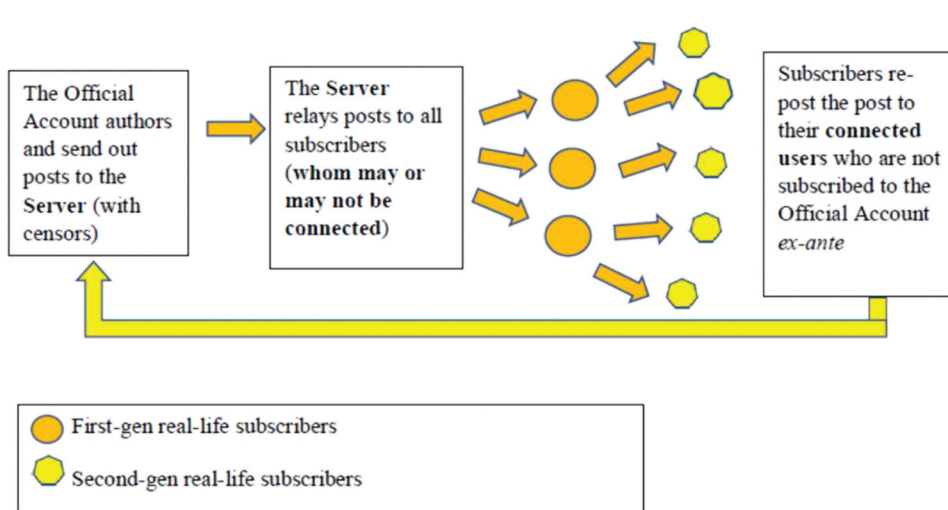 The Official
Account authors
and send out
posts to the
Server (with
censors)
The Server
relays posts to all
subscribers
(whom may or
may not be
connected)
Subscribers re-
post the post to
their connected
users who are not
subscribed to the
Official Account
ex-ante
First-gen real-life subscribers
Second-gen real-life subscribers